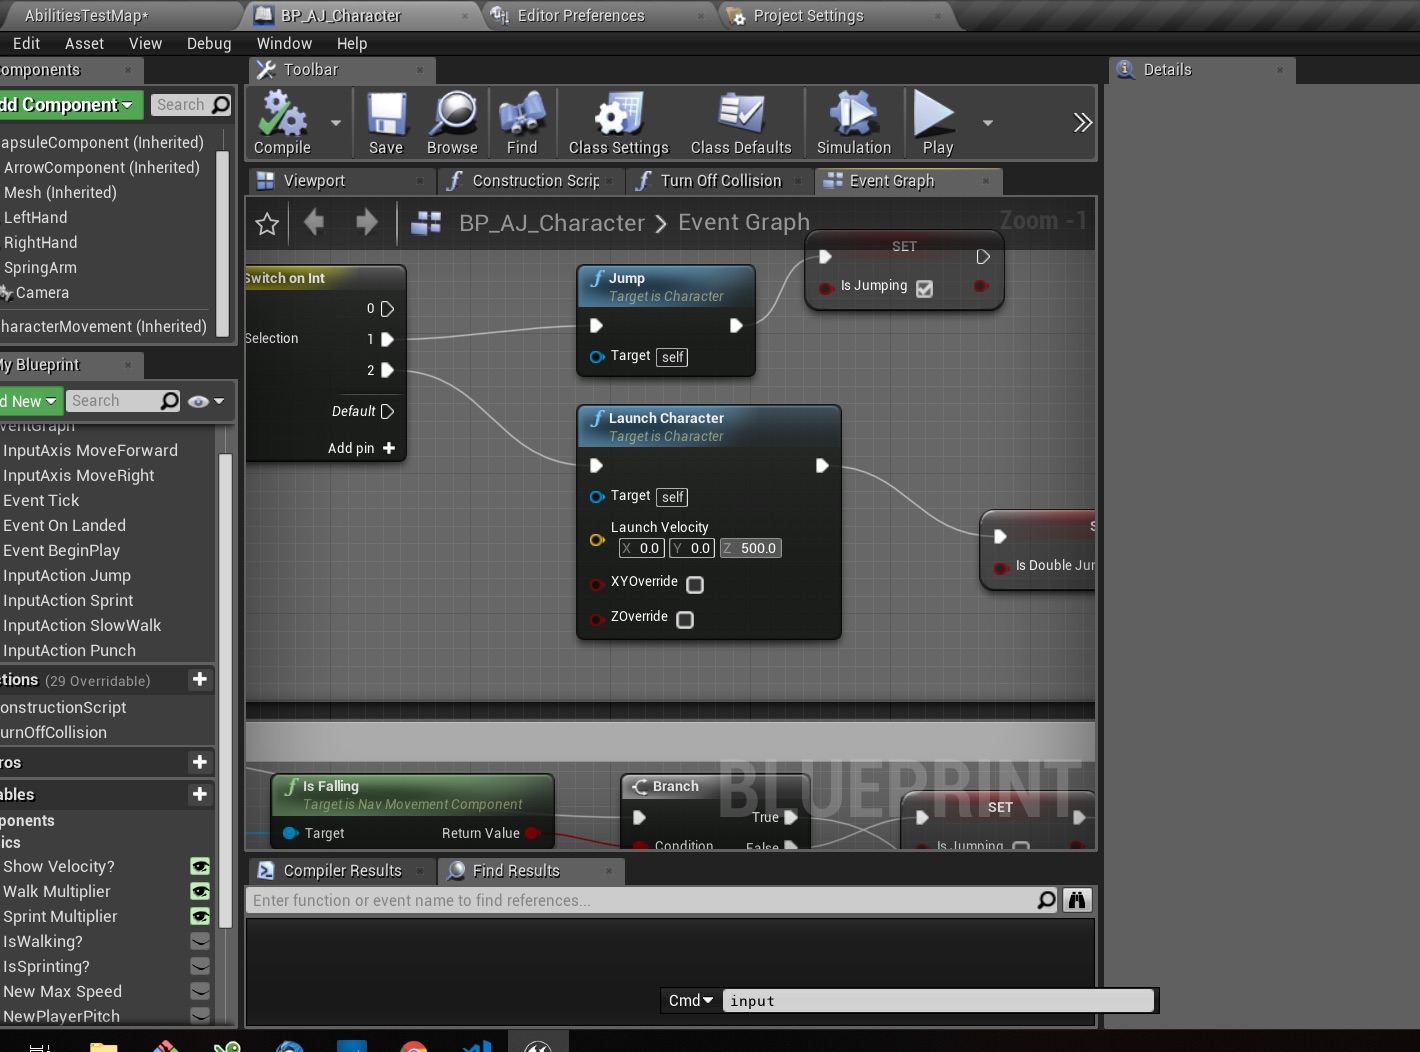 AbilitiesTestMap*
BP_AJ_Character
Editor Preferences
Project Settings
Edit Asset View Debug Window Help
omponents
Toolbar
Details
dd Component
Search
apsuleComponent (Inherited)
ArrowComponent (Inherited)
Mesh (Inherited)
LeftHand
RightHand
SpringArm
Camera
haracterMovement (Inherited)
Compile
Save
Browse
Find
Class Settings
Class Defaults
Simulation
Play
Viewport
Construction Scrip
Turn Off Collision
Event Graph
BP_AJ_Character > Event Graph
Zoom -1
Switch on Int
0
Selection
1
2
Default
Add pin
Jump
Target is Character
Target self
SET
Is Jumping
Launch Character
Target is Character
Target self
Launch Velocity
X 0.0 Y 0.0 Z 500.0
XYOverride
ZOverride
S
Is Double Jur
My Blueprint
d New
Search
ventGraph
InputAxis MoveForward
InputAxis MoveRight
Event Tick
Event On Landed
Event BeginPlay
InputAction Jump
InputAction Sprint
InputAction SlowWalk
InputAction Punch
tions (29 Overridable)
onstructionScript
urnOffCollision
ros
ables
ponents
ics
Show Velocity?
Walk Multiplier
Sprint Multiplier
IsWalking?
IsSprinting?
New Max Speed
NewPlayerPitch
BLUEPRINT
Is Falling
Target is Nav Movement Component
Target
Return Value
Branch
True
Condition
False
SET
Is Jumping
Compiler Results
Find Results
Enter function or event name to find references...
Cmd
input